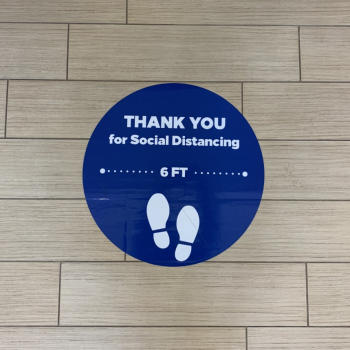 THANK YOU
for Social Distancing
6 FT